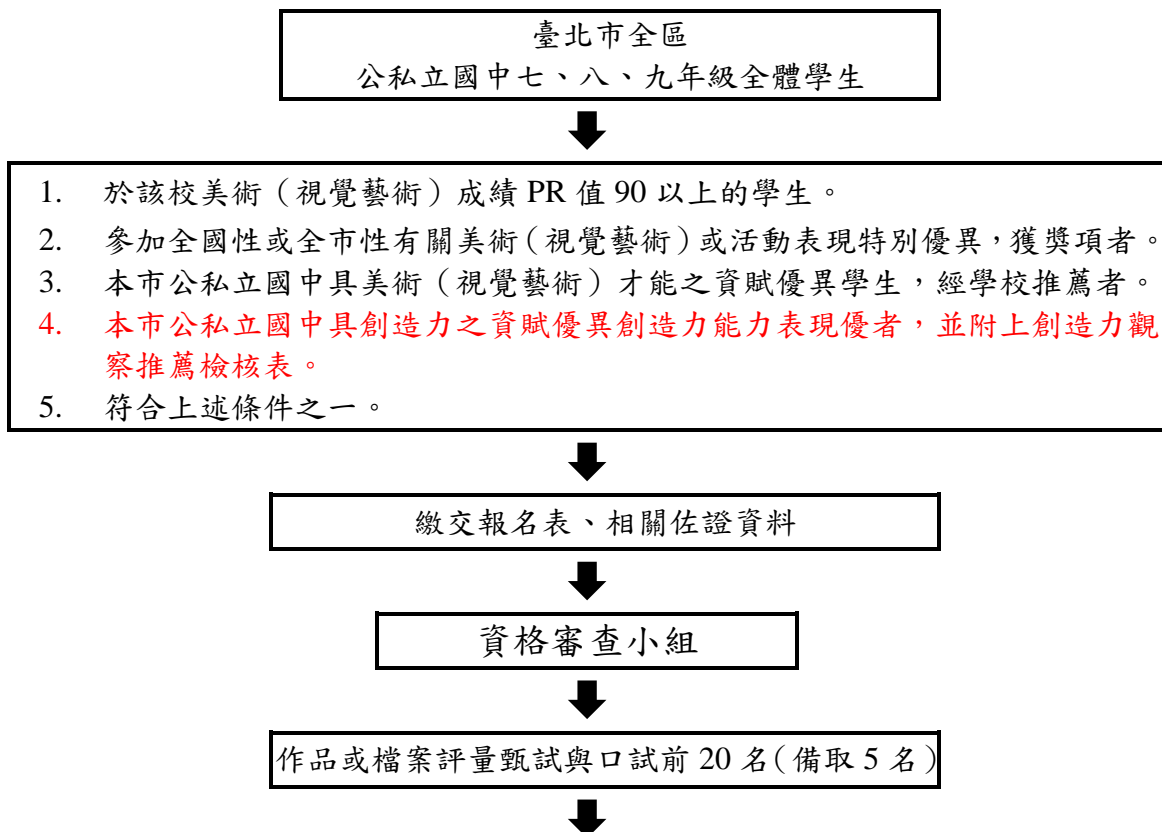 臺北市全區
公私立國中七、八、九年級全體學生
1. 於該校美術（視覺藝術）成績 PR 值 90 以上的學生。
2. 參加全國性或全市性有關美術（視覺藝術）或活動表現特別優異，獲獎項者。
3. 本市公私立國中具美術（視覺藝術）才能之資賦優異學生，經學校推薦者。
4. 本市公私立國中具創造力之資賦優異創造力能力表現優者，並附上創造力觀
察推薦檢核表。
5. 符合上述條件之一。
繳交報名表、相關佐證資料
資格審查小組
作品或檔案評量甄試與口試前 20 名（備取 5 名）